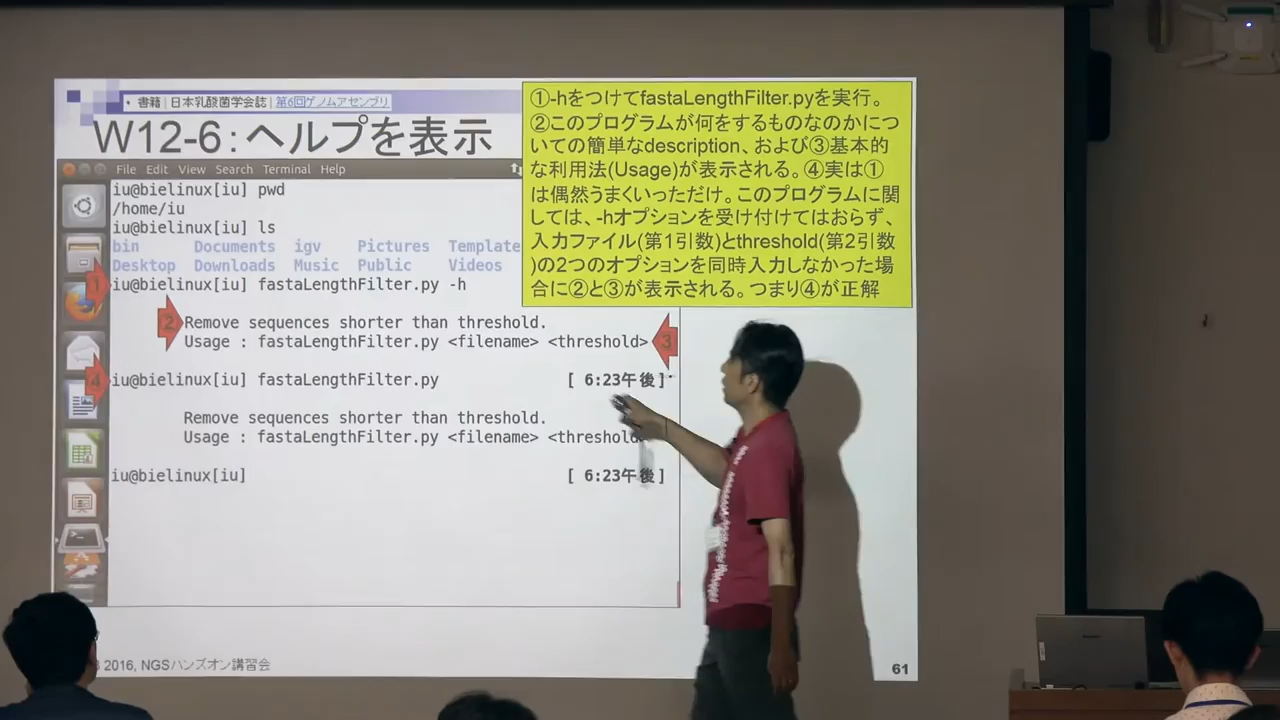 ・書籍 | 日本乳酸菌学会誌 | 第6回ゲノムアセンブリ
W12-6：ヘルプを表示
①-hをつけてfastaLengthFilter.pyを実行。
②このプログラムが何をするものなのかにつ
いての簡単なdescription、および③基本的
な利用法(Usage)が表示される。④実は①
は偶然うまくいっただけ。このプログラムに関
しては、-hオプションを受け付けてはおらず、
入力ファイル(第1引数)とthreshold(第2引数
)の2つのオプションを同時入力しなかった場
合に②と③が表示される。つまり④が正解
File Edit View Search Terminal Help
iu@bielinux[iu] pwd
/home/iu
iu@bielinux[iu] ls
bin Documents igv Pictures Template
Desktop Downloads Music Public Videos
1 iu@bielinux[iu] fastaLengthFilter.py -h
2 Remove sequences shorter than threshold.
Usage : fastaLengthFilter.py <filename> <threshold> 3
4 iu@bielinux[iu] fastaLengthFilter.py [ 6:23午後]
Remove sequences shorter than threshold.
Usage : fastaLengthFilter.py <filename> <threshold
iu@bielinux[iu] [ 6:23午後]
2016, NGSハンズオン講習会
61